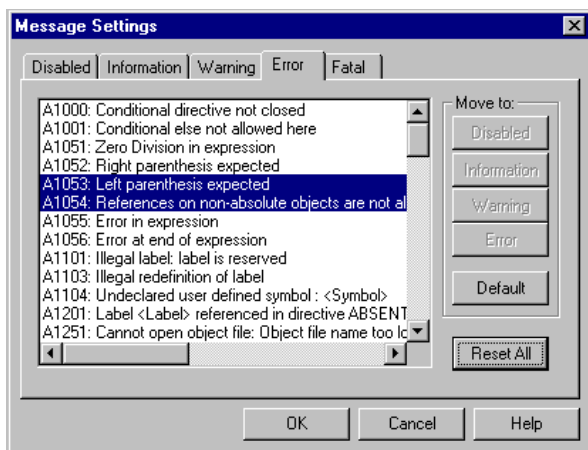 Message Settings
Disabled Information Warning Error Fatal
A1000: Conditional directive not closed
A1001: Conditional else not allowed here
A1051: Zero Division in expression
A1052: Right parenthesis expected
A1053: Left parenthesis expected
A1054: References on non-absolute objects are not al
A1055: Error in expression
A1056: Error at end of expression
A1101: Illegal label: label is reserved
A1103: Illegal redefinition of label
A1104: Undeclared user defined symbol : <Symbol>
A1201: Label <Label> referenced in directive ABSENT
A1251: Cannot open object file: Object file name too lo
Move to:
Disabled
Information
Warning
Error
Default
Reset All
OK Cancel Help